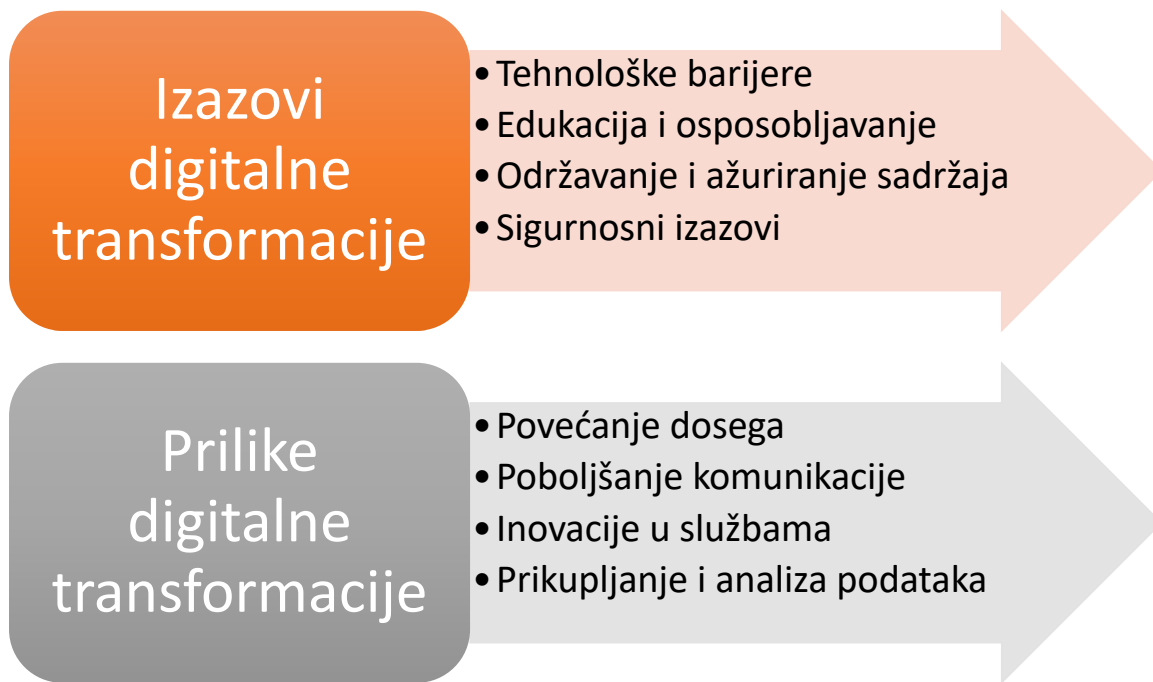 Izazovi
digitalne
transformacije
• Tehnološke barijere
• Edukacija i osposobljavanje
• Održavanje i ažuriranje sadržaja
• Sigurnosni izazovi
Prilike
digitalne
transformacije
• Povećanje dosega
• Poboljšanje komunikacije
• Inovacije u službama
• Prikupljanje i analiza podataka